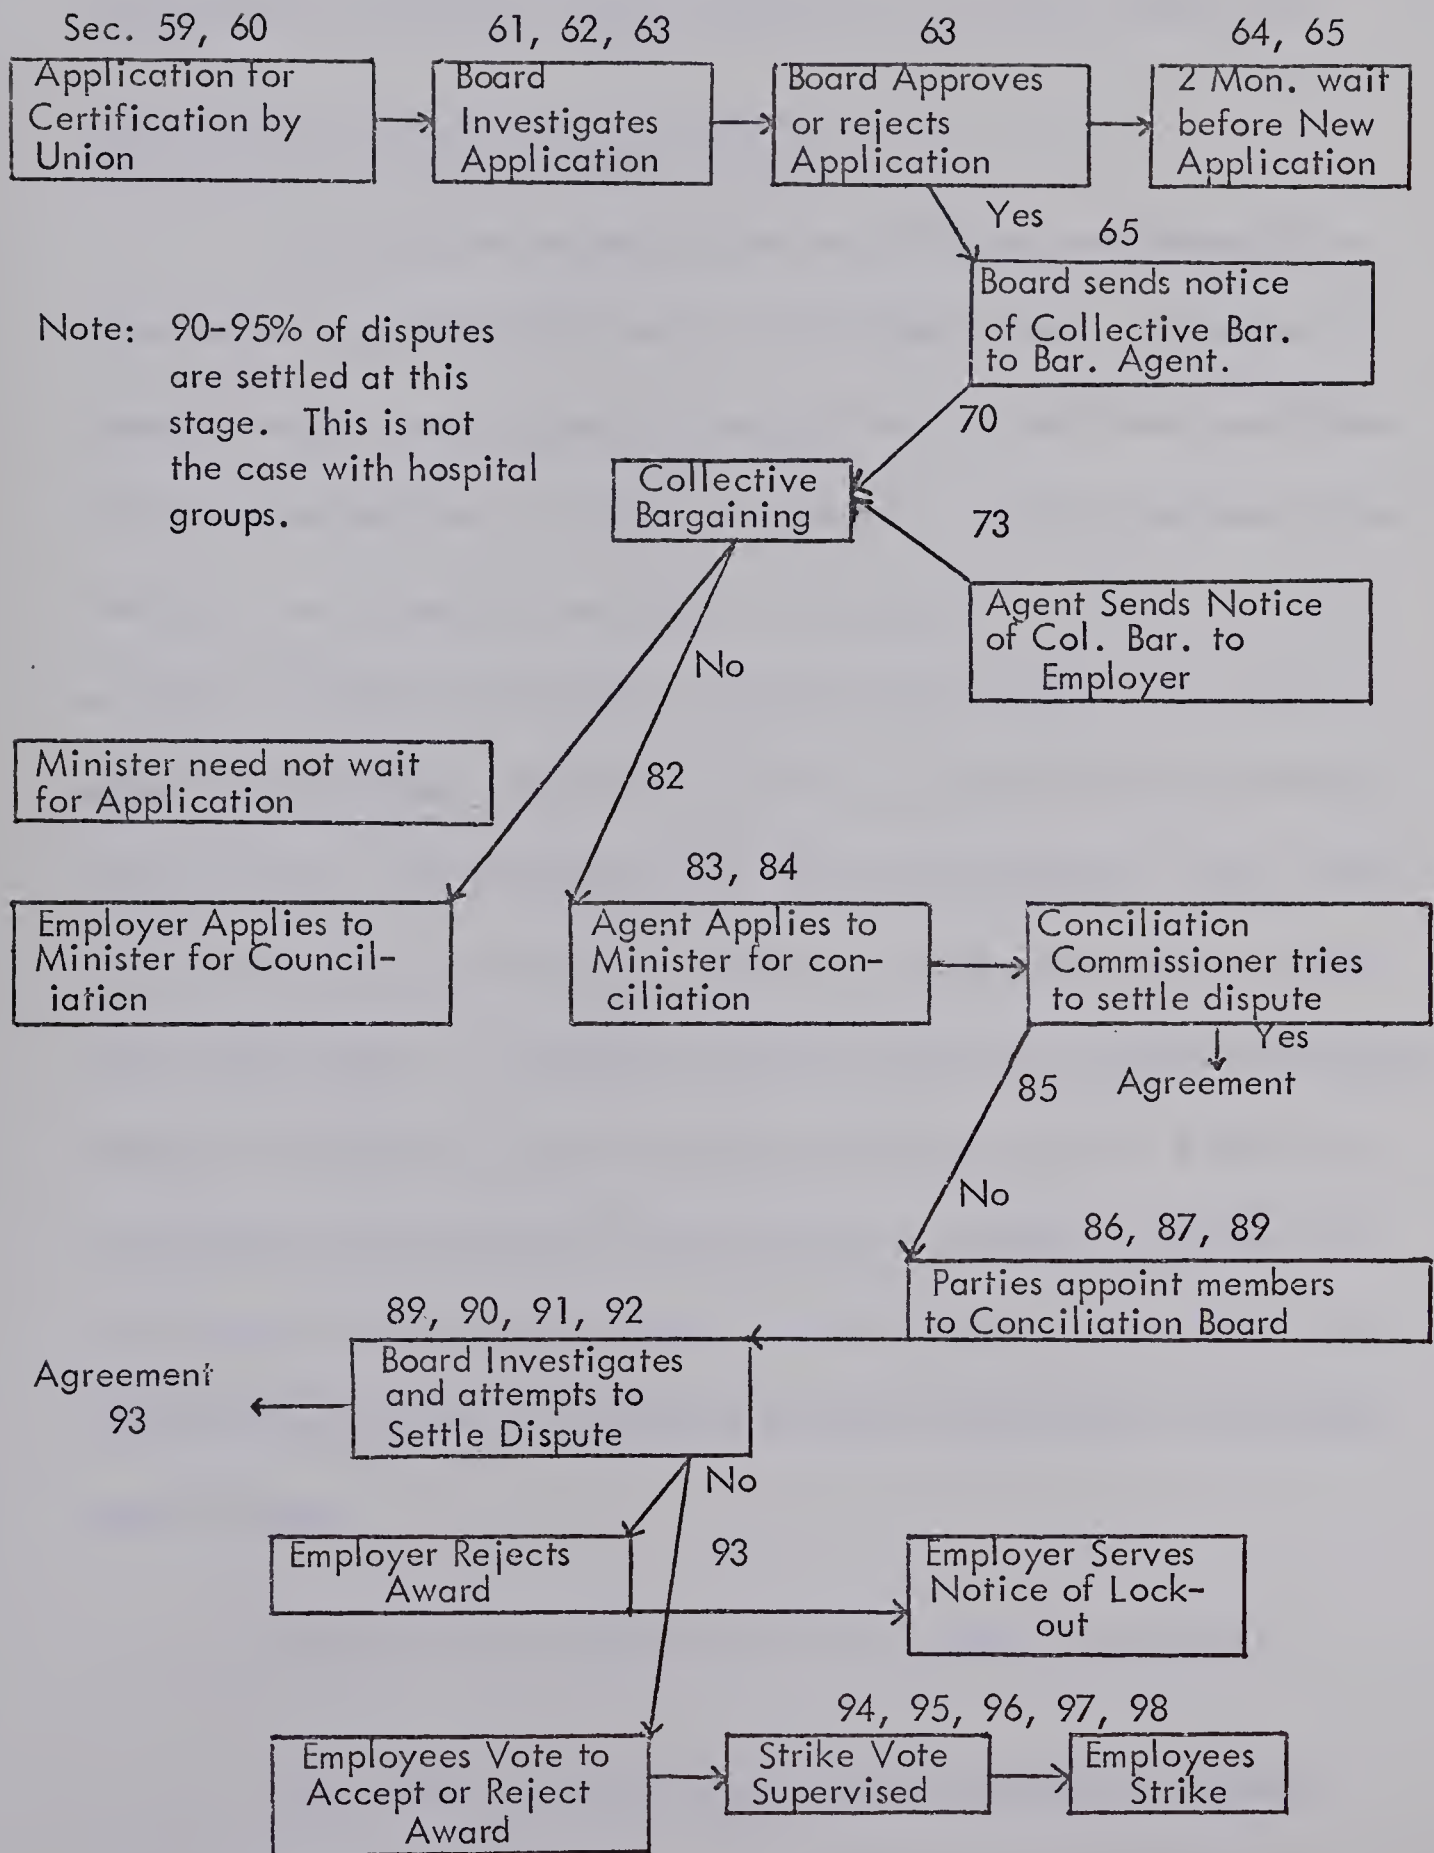 Sec. 59, 60
Application for
Certification by
Union
61, 62, 63
Board
Investigates
Application
63
Board Approves
or rejects
Application
64, 65
2 Mon. wait
before New
Application
Yes
65
Board sends notice
of Collective Bar.
to Bar. Agent.
Note: 90-95% of disputes
are settled at this
stage. This is not
the case with hospital
groups.
70
Collective
Bargaining
73
Agent Sends Notice
of Col. Bar. to
Employer
No
82
Minister need not wait
for Application
Employer Applies to
Minister for Council-
iation
83, 84
Agent Applies to
Minister for con-
ciliation
Conciliation
Commissioner tries
to settle dispute
Yes
Agreement
85
No
86, 87, 89
Parties appoint members
to Conciliation Board
89, 90, 91, 92
Board Investigates
and attempts to
Settle Dispute
Agreement
93
No
93
Employer Rejects
Award
Employer Serves
Notice of Lock-
out
Employees Vote to
Accept or Reject
Award
94, 95, 96, 97, 98
Strike Vote
Supervised
Employees
Strike